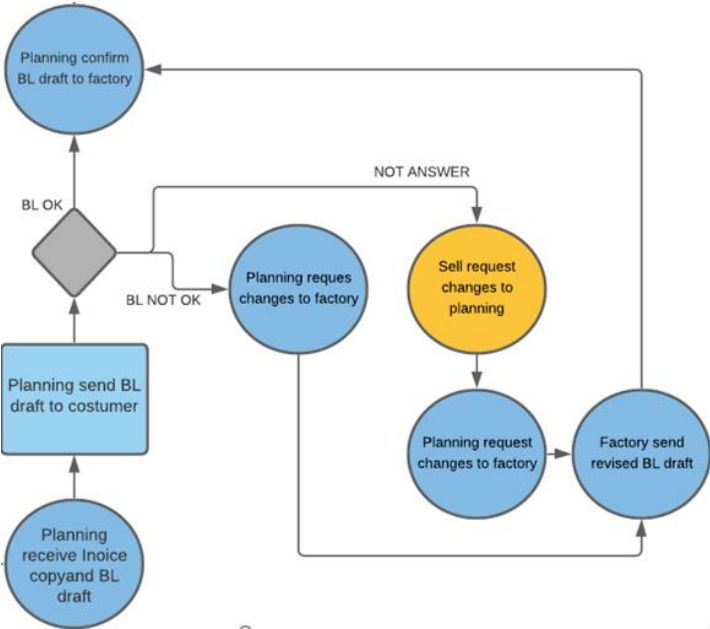 Planning confirm
BL draft to factory
NOT ANSWER
BL OK
Planning reques
changes to factory
Sell request
changes to
planning
BL NOT OK
Planning send BL
draft to costumer
Planning request
changes to factory
Factory send
revised BL draft
Planning
receive Inoice
copyand BL
draft